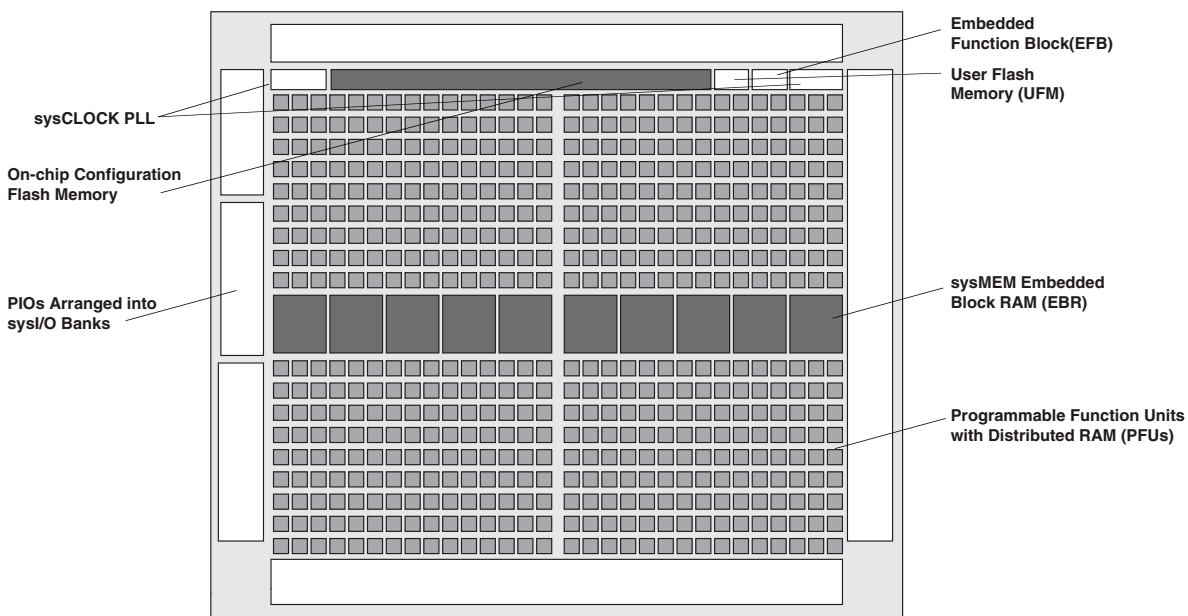 Embedded
Function Block(EFB)
User Flash
Memory (UFM)
sysCLOCK PLL
On-chip Configuration
Flash Memory
PIOs Arranged into
sysI/O Banks
sysMEM Embedded
Block RAM (EBR)
Programmable Function Units
with Distributed RAM (PFUs)